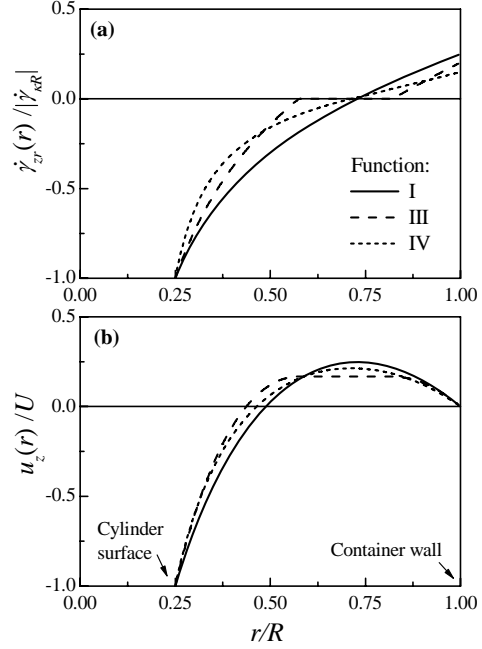 (a)
γ̇zr(r)/|γ̇κR|
0.5
0.0
-0.5
-1.0
0.00 0.25 0.50 0.75 1.00
Function:
I
III
IV
(b)
uz(r)/U
0.5
0.0
-0.5
-1.0
Cylinder
surface
Container wall
0.00 0.25 0.50 0.75 1.00
r/R